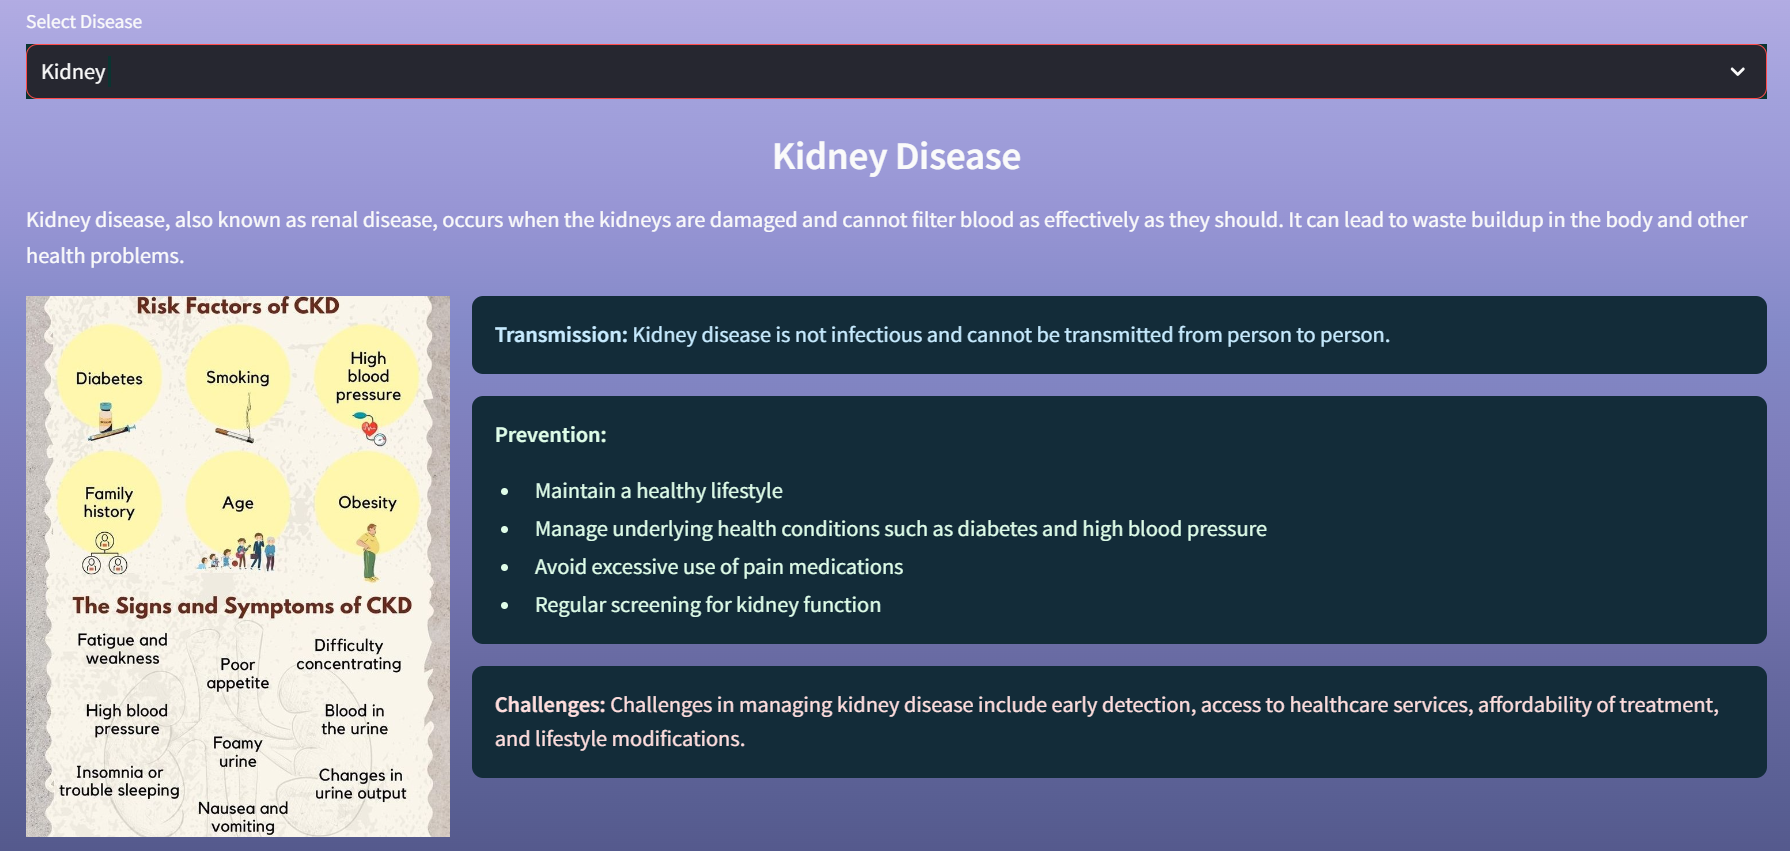 Select Disease
Kidney
Kidney Disease
Kidney disease, also known as renal disease, occurs when the kidneys are damaged and cannot filter blood as effectively as they should. It can lead to waste buildup in the body and other
health problems.
Risk Factors of CKD
Diabetes
Smoking
High
blood
pressure
Family
history
Age
Obesity
The Signs and Symptoms of CKD
Fatigue and
weakness
Poor
appetite
Difficulty
concentrating
High blood
pressure
Foamy
urine
Blood in
the urine
Insomnia or
trouble sleeping
Nausea and
vomiting
Changes in
urine output
Transmission: Kidney disease is not infectious and cannot be transmitted from person to person.
Prevention:
• Maintain a healthy lifestyle
• Manage underlying health conditions such as diabetes and high blood pressure
• Avoid excessive use of pain medications
• Regular screening for kidney function
Challenges: Challenges in managing kidney disease include early detection, access to healthcare services, affordability of treatment,
and lifestyle modifications.